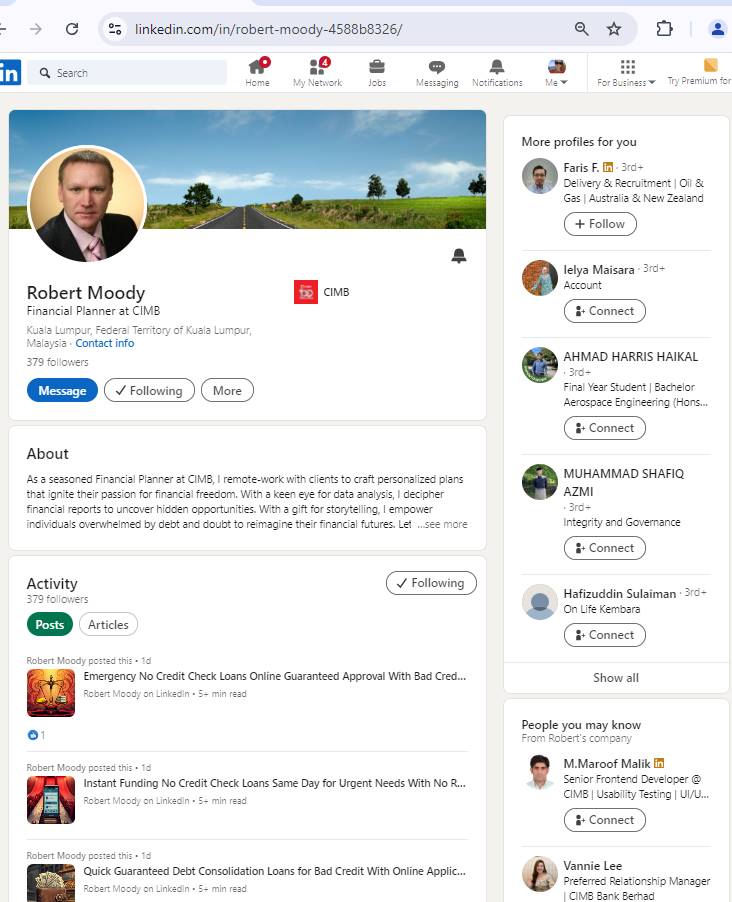 linkedin.com/in/robert-moody-4588b8326/
in
Search
Home
4
My Network
Jobs
Messaging
Notifications
Me
For Business
Try Premium for
Robert Moody
Financial Planner at CIMB
Kuala Lumpur, Federal Territory of Kuala Lumpur,
Malaysia · Contact info
379 followers
CIMB
Message
Following
More
About
As a seasoned Financial Planner at CIMB, I remote-work with clients to craft personalized plans
that ignite their passion for financial freedom. With a keen eye for data analysis, I decipher
financial reports to uncover hidden opportunities. With a gift for storytelling, I empower
individuals overwhelmed by debt and doubt to reimagine their financial futures. Let ...see more
Activity
379 followers
Following
Posts
Articles
Robert Moody posted this • 1d
Emergency No Credit Check Loans Online Guaranteed Approval With Bad Cred...
Robert Moody on LinkedIn • 5+ min read
1
Robert Moody posted this • 1d
Instant Funding No Credit Check Loans Same Day for Urgent Needs With No R...
Robert Moody on LinkedIn • 5+ min read
Robert Moody posted this • 1d
Quick Guaranteed Debt Consolidation Loans for Bad Credit With Online Applic...
Robert Moody on LinkedIn • 5+ min read
More profiles for you
Faris F. in · 3rd+
Delivery & Recruitment | Oil &
Gas | Australia & New Zealand
+ Follow
lelya Maisara · 3rd+
Account
Connect
AHMAD HARRIS HAIKAL
· 3rd+
Final Year Student | Bachelor
Aerospace Engineering (Hons...
Connect
MUHAMMAD SHAFIQ
AZMI
· 3rd+
Integrity and Governance
Connect
Hafizuddin Sulaiman · 3rd+
On Life Kembara
Connect
Show all
People you may know
From Robert's company
M.Maroof Malik in
Senior Frontend Developer @
CIMB | Usability Testing | UI/U...
Connect
Vannie Lee
Preferred Relationship Manager
| CIMB Bank Berhad